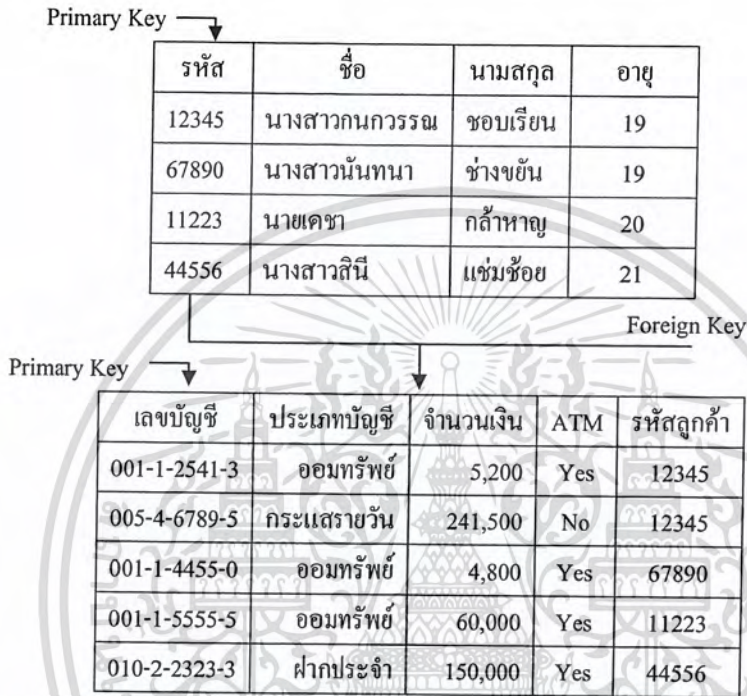 Primary Key
รหัส ชื่อ นามสกุล อายุ
12345 นางสาวกนกวรรณ ชอบเรียน 19
67890 นางสาวนันทนา ช่างขยัน 19
11223 นายเดชา กล้าหาญ 20
44556 นางสาวสินี แช่มช้อย 21
Foreign Key
Primary Key
เลขบัญชี ประเภทบัญชี จำนวนเงิน ATM รหัสลูกค้า
001-1-2541-3 ออมทรัพย์ 5,200 Yes 12345
005-4-6789-5 กระแสรายวัน 241,500 No 12345
001-1-4455-0 ออมทรัพย์ 4,800 Yes 67890
001-1-5555-5 ออมทรัพย์ 60,000 Yes 11223
010-2-2323-3 ฝากประจำ 150,000 Yes 44556